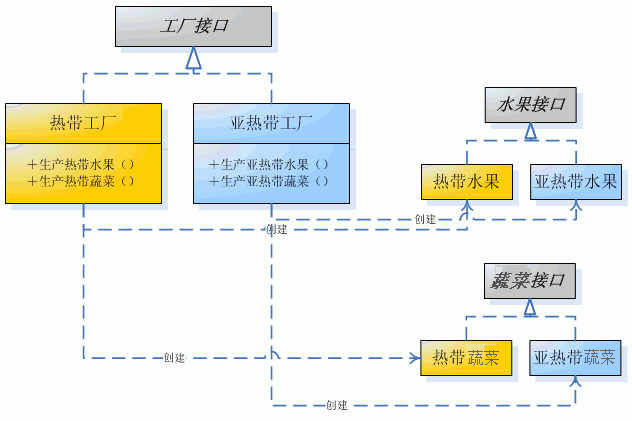 工厂接口
热带工厂
＋生产热带水果（）
＋生产热带蔬菜（）
亚热带工厂
＋生产亚热带水果（）
＋生产亚热带蔬菜（）
水果接口
热带水果
亚热带水果
创建
创建
蔬菜接口
热带蔬菜
亚热带蔬菜
创建
创建